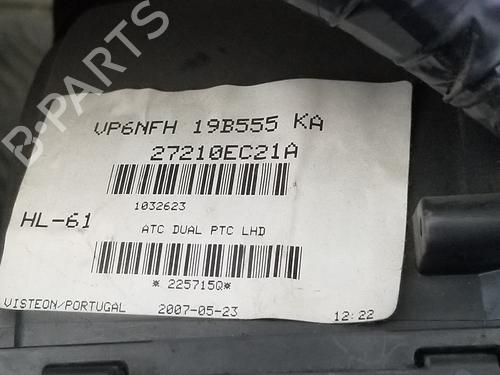 VP6NFH 19B555 KA
27210EC21A
1032623
HL-61
ATC DUAL PTC LHD
* 225715Q*
VISTEON/PORTUGAL 2007-05-23 12:22
B-PARTS